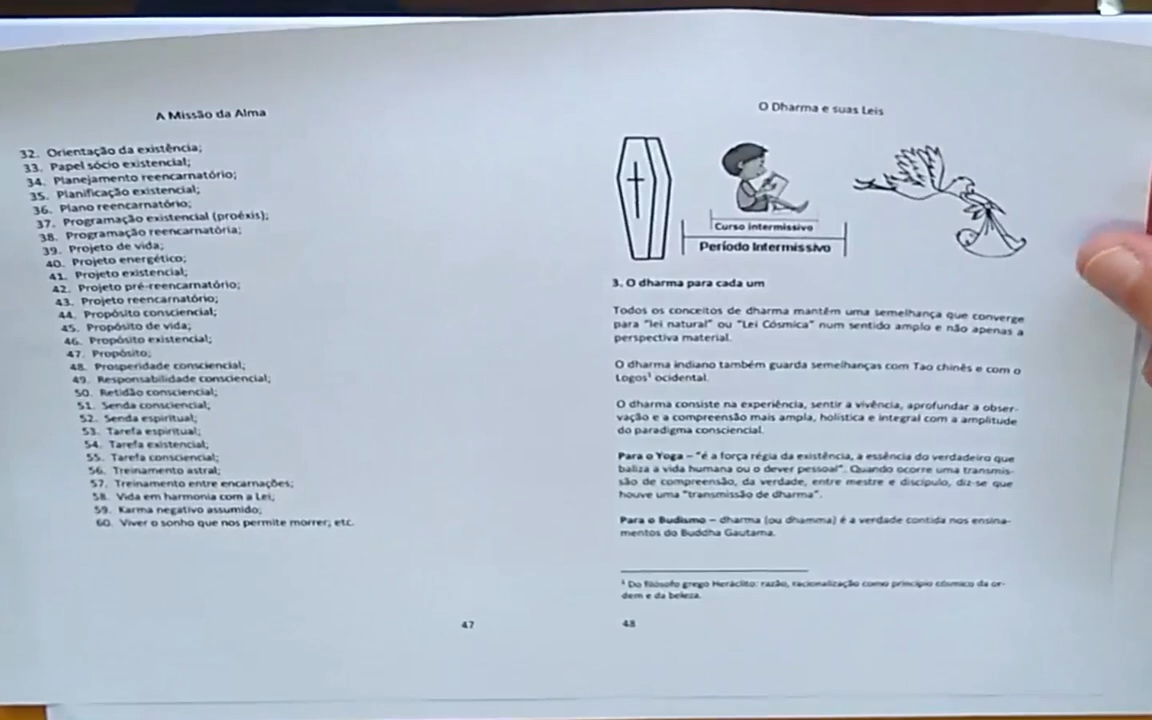 A Missão da Alma
32. Orientação da existência;
33. Papel sócio existencial;
34. Planejamento reencarnatório;
35. Planificação existencial;
36. Plano reencarnatório;
37. Programação existencial (proéxis);
38. Programação reencarnatória;
39. Projeto de vida;
40. Projeto energético;
41. Projeto existencial;
42. Projeto pré-reencarnatório;
43. Projeto reencarnatório;
44. Propósito consciencial;
45. Propósito de vida;
46. Propósito existencial;
47. Propósito;
48. Prosperidade consciencial;
49. Responsabilidade consciencial;
50. Retidão consciencial;
51. Senda consciencial;
52. Senda espiritual;
53. Tarefa espiritual;
54. Tarefa existencial;
55. Tarefa consciencial;
56. Treinamento astral;
57. Treinamento entre encarnações;
58. Vida em harmonia com a Lei;
59. Karma negativo assumido;
60. Viver o sonho que nos permite morrer; etc.
47
O Dharma e suas Leis
Curso intermissivo
Período Intermissivo
3. O dharma para cada um
Todos os conceitos de dharma mantêm uma semelhança que converge
para "lei natural" ou "Lei Cósmica" num sentido amplo e não apenas a
perspectiva material.
O dharma indiano também guarda semelhanças com Tao chinês e com o
Logos¹ ocidental.
O dharma consiste na experiência, sentir a vivência, aprofundar a obser-
vação e a compreensão mais ampla, holística e integral com a amplitude
do paradigma consciencial.
Para o Yoga – "é a força régia da existência, a essência do verdadeiro que
baliza a vida humana ou o dever pessoal". Quando ocorre uma transmis-
são de compreensão, da verdade, entre mestre e discípulo, diz-se que
houve uma "transmissão de dharma".
Para o Budismo – dharma (ou dhamma) é a verdade contida nos ensina-
mentos do Buddha Gautama.
¹ Do filósofo grego Heráclito: razão, racionalização como princípio cósmico da or-
dem e da beleza.
48